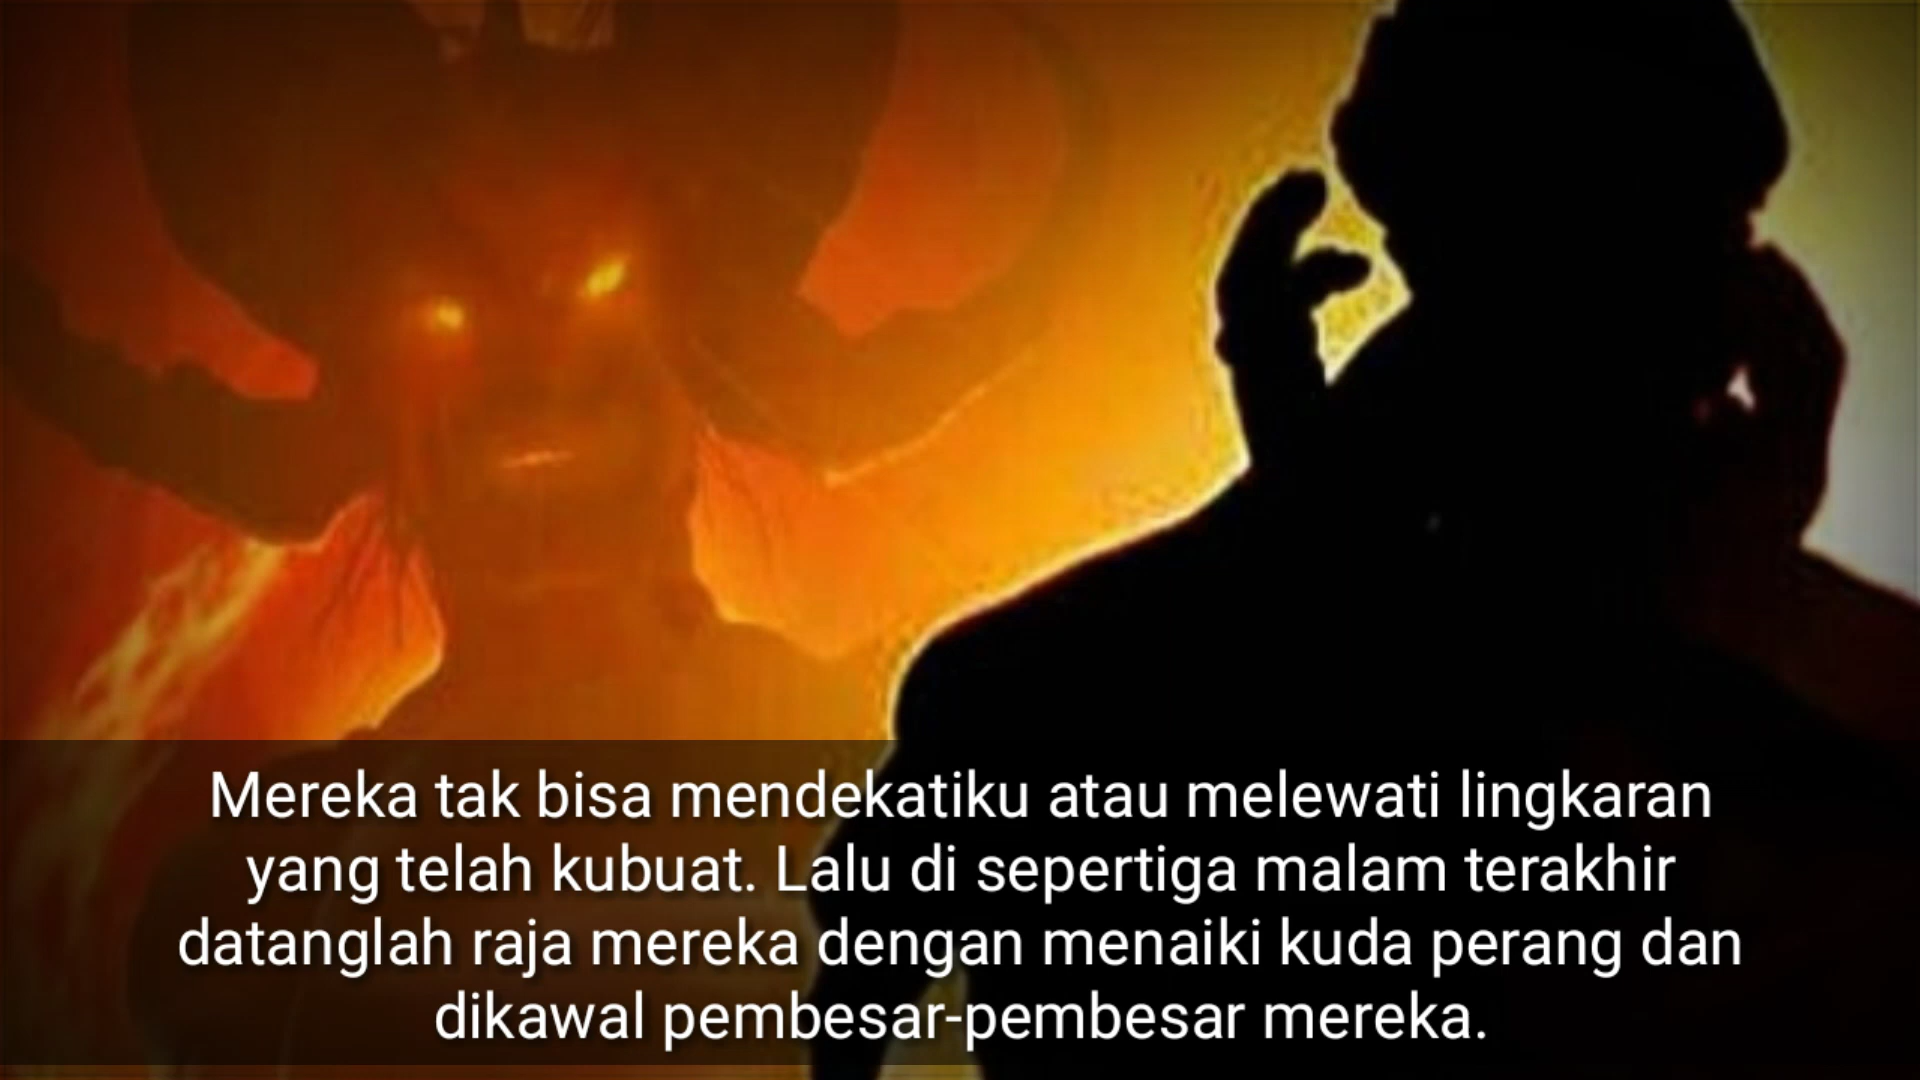 Mereka tak bisa mendekatiku atau melewati lingkaran
yang telah kubuat. Lalu di sepertiga malam terakhir
datanglah raja mereka dengan menaiki kuda perang dan
dikawal pembesar-pembesar mereka.